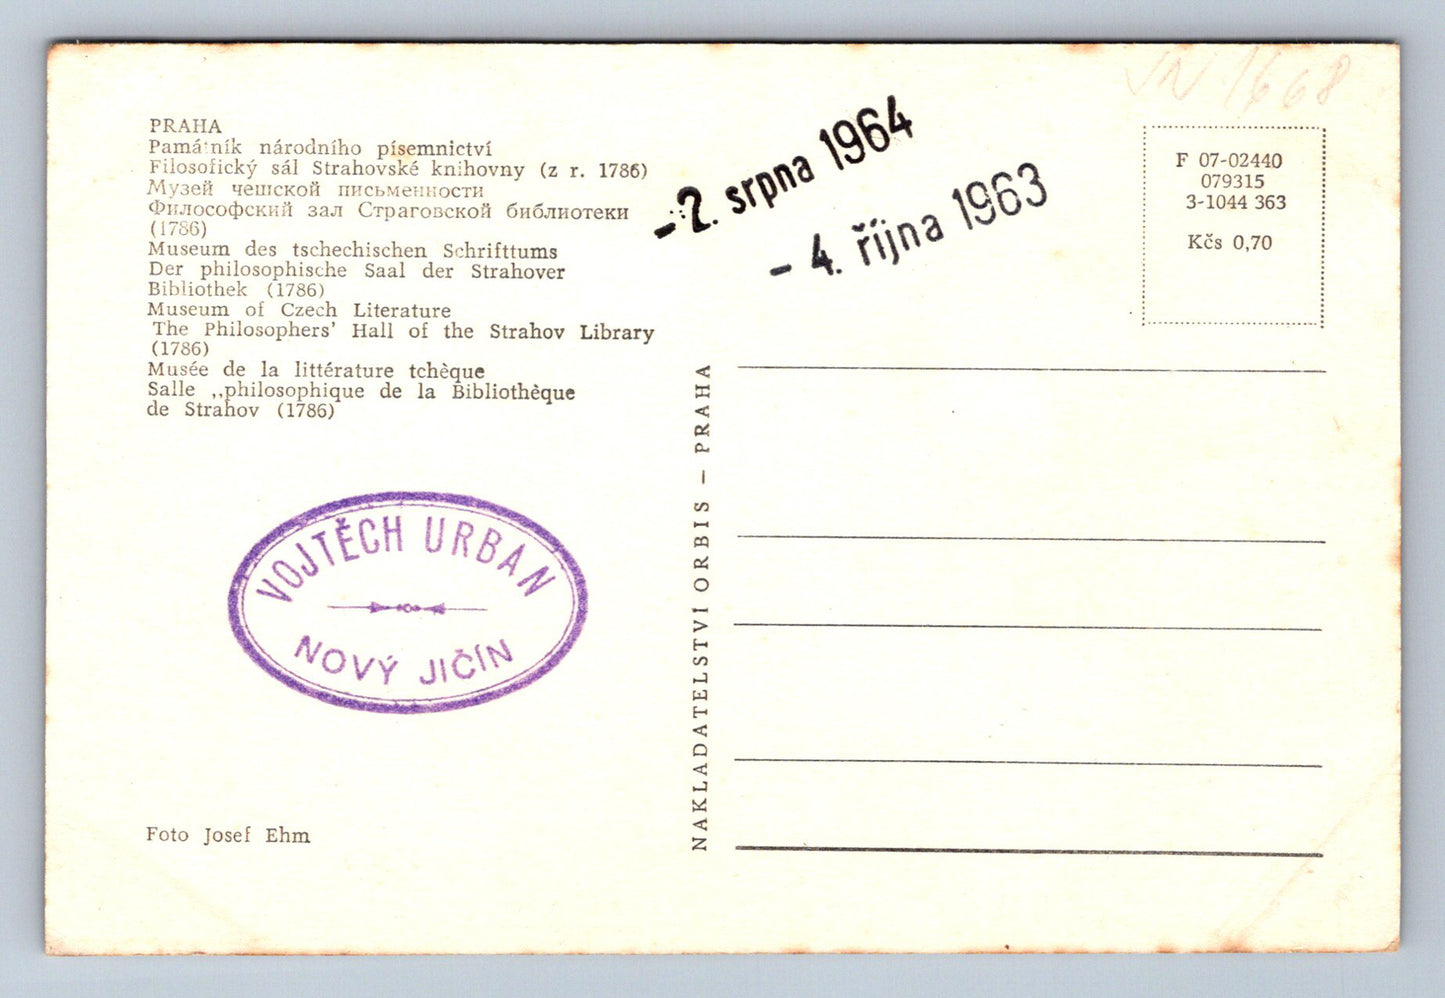 PRAHA
Památník národního písemnictví
Filosofický sál Strahovské knihovny (z r. 1786)
Музей чешской письменности
Философский зал Страговской библиотеки
(1786)
Museum des tschechischen Schrifttums
Der philosophische Saal der Strahover
Bibliothek (1786)
Museum of Czech Literature
The Philosophers' Hall of the Strahov Library
(1786)
Musée de la littérature tchèque
Salle ,,philosophique de la Bibliothèque
de Strahov (1786)
VOJTĚCH URBAN
NOVÝ JIČÍN
Foto Josef Ehm
NAKLADATELSTVI ORBIS – PRAHA
-2. srpna 1964
- 4. října 1963
JN 1668
F 07-02440
079315
3-1044 363
Kčs 0,70